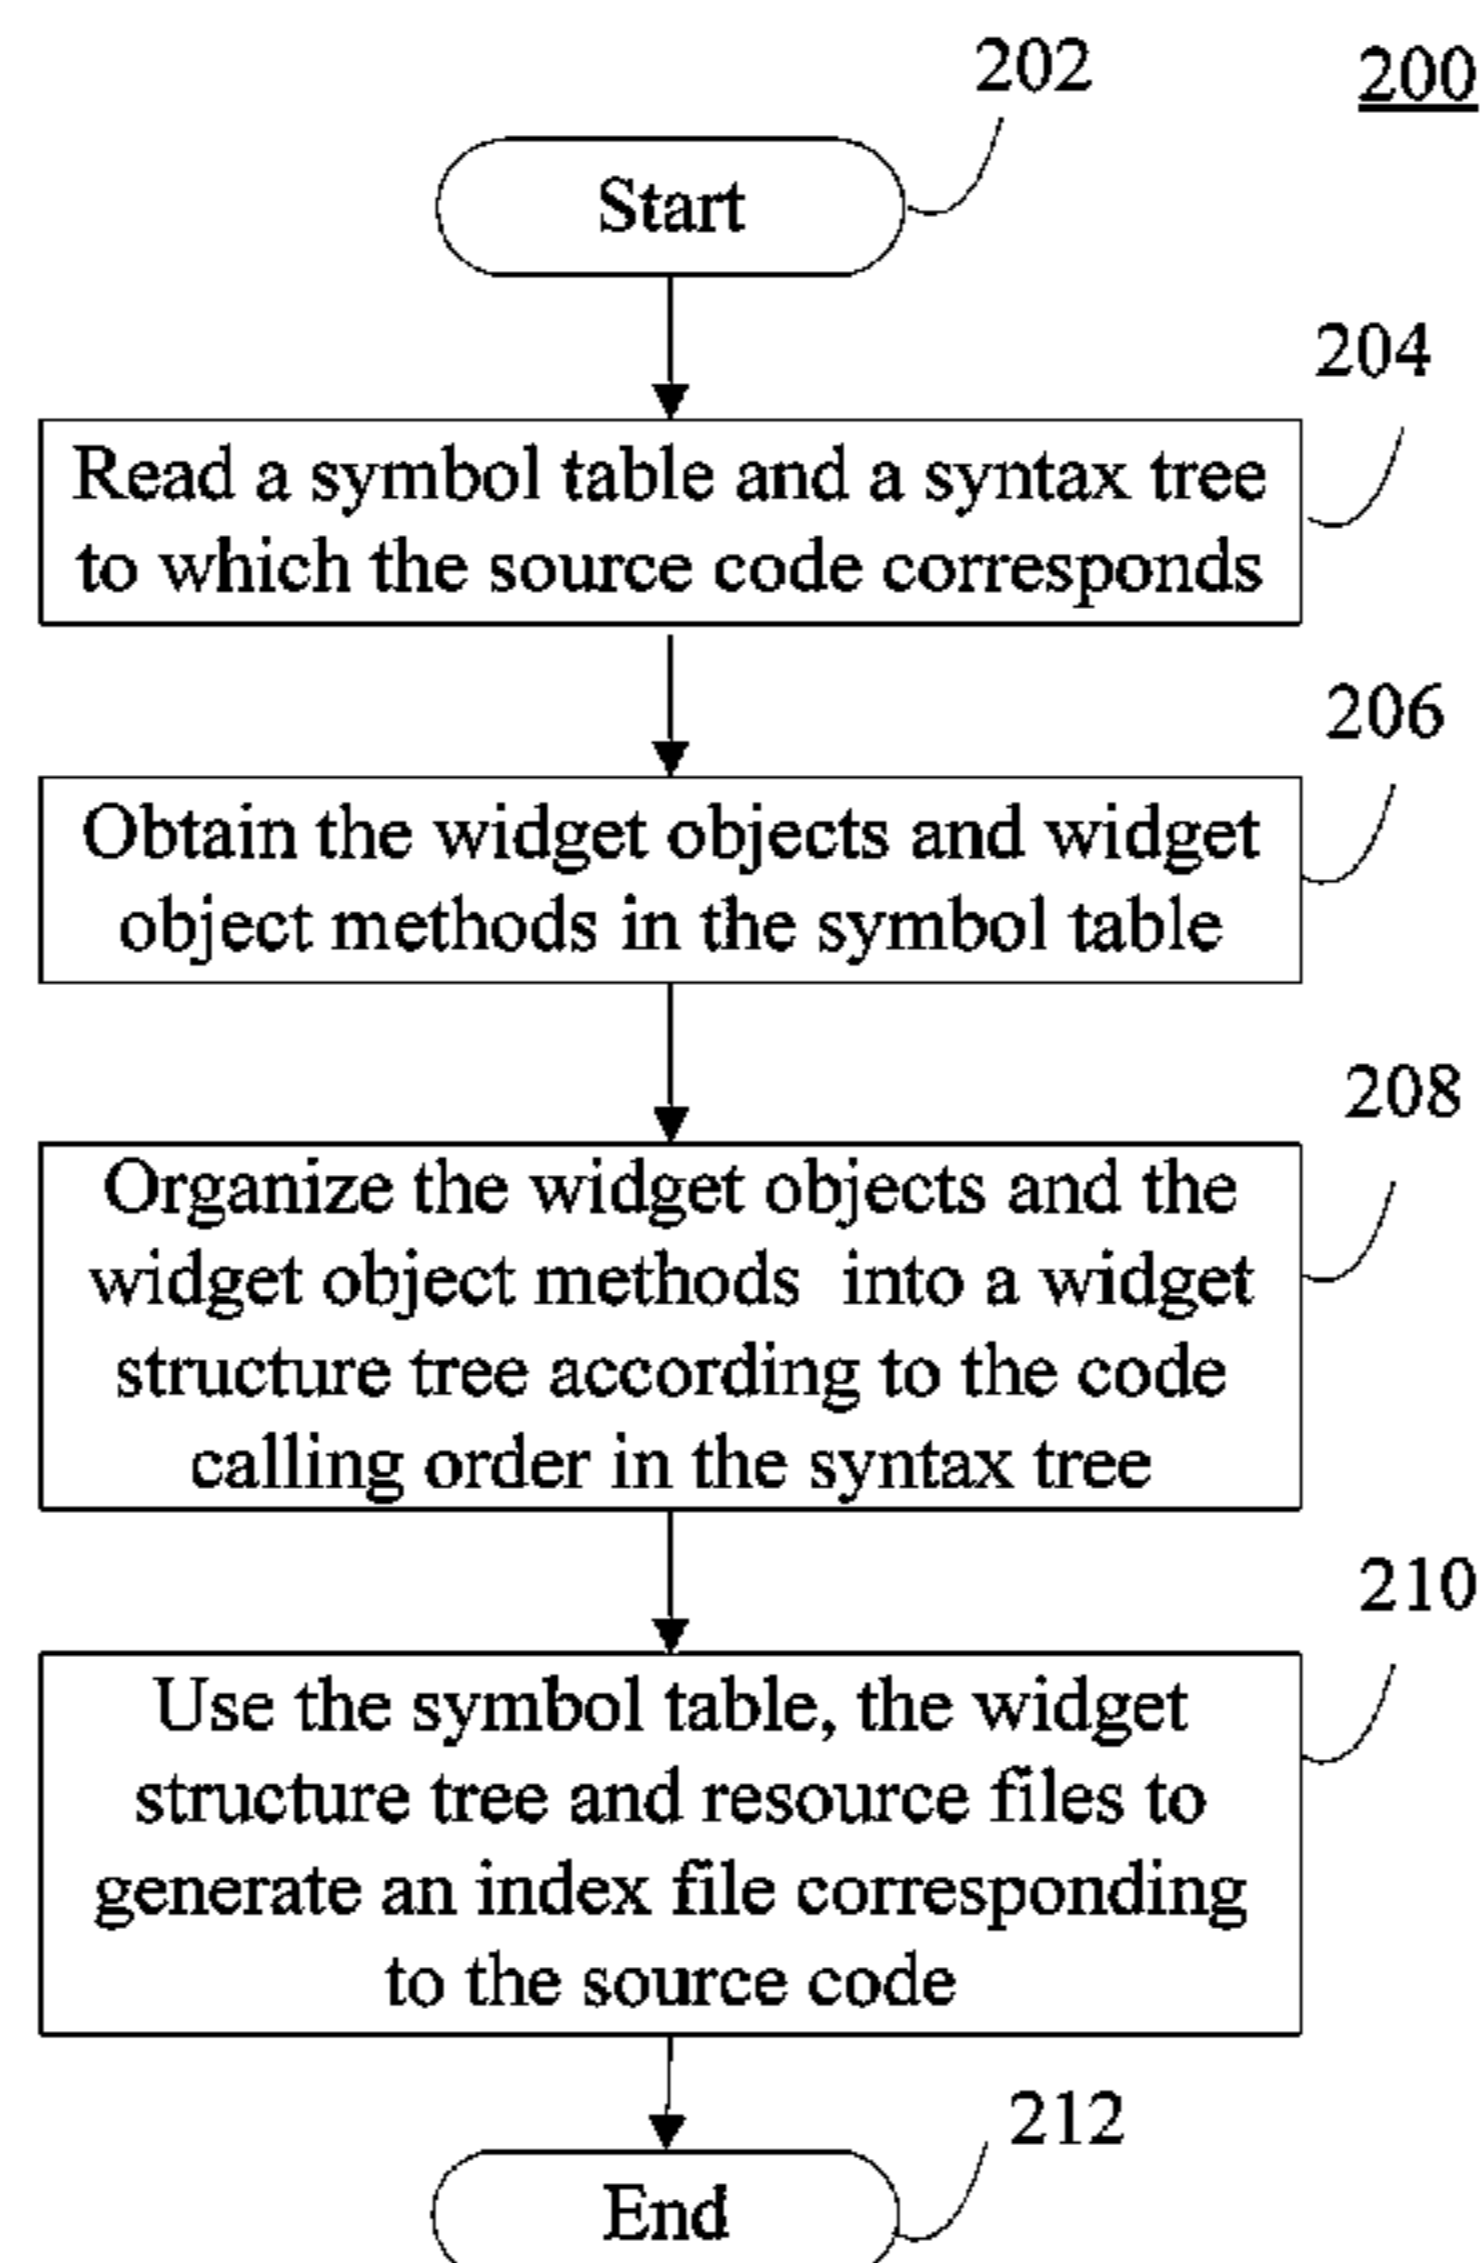 202
200
Start
204
Read a symbol table and a syntax tree
to which the source code corresponds
206
Obtain the widget objects and widget
object methods in the symbol table
208
Organize the widget objects and the
widget object methods into a widget
structure tree according to the code
calling order in the syntax tree
210
Use the symbol table, the widget
structure tree and resource files to
generate an index file corresponding
to the source code
212
End